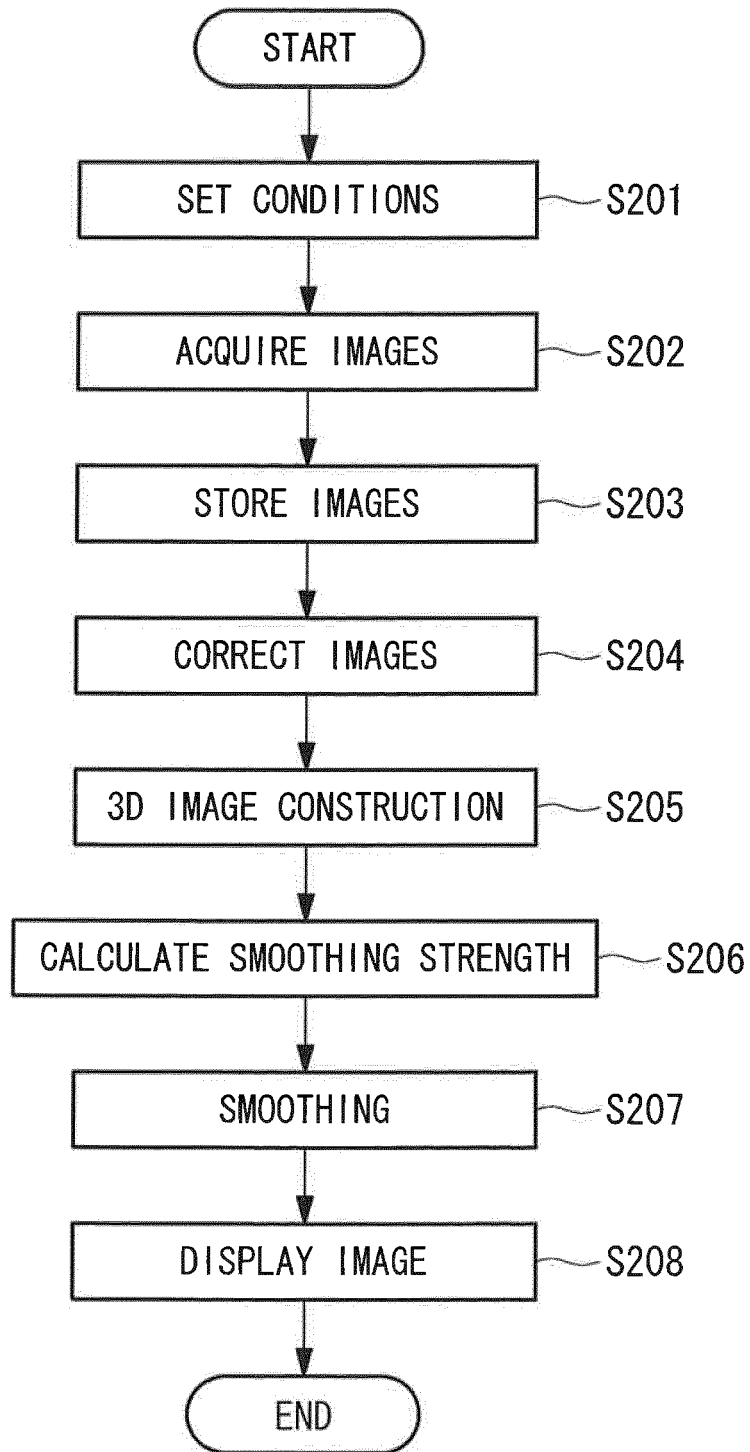 START
SET CONDITIONS S201
ACQUIRE IMAGES S202
STORE IMAGES S203
CORRECT IMAGES S204
3D IMAGE CONSTRUCTION S205
CALCULATE SMOOTHING STRENGTH S206
SMOOTHING S207
DISPLAY IMAGE S208
END